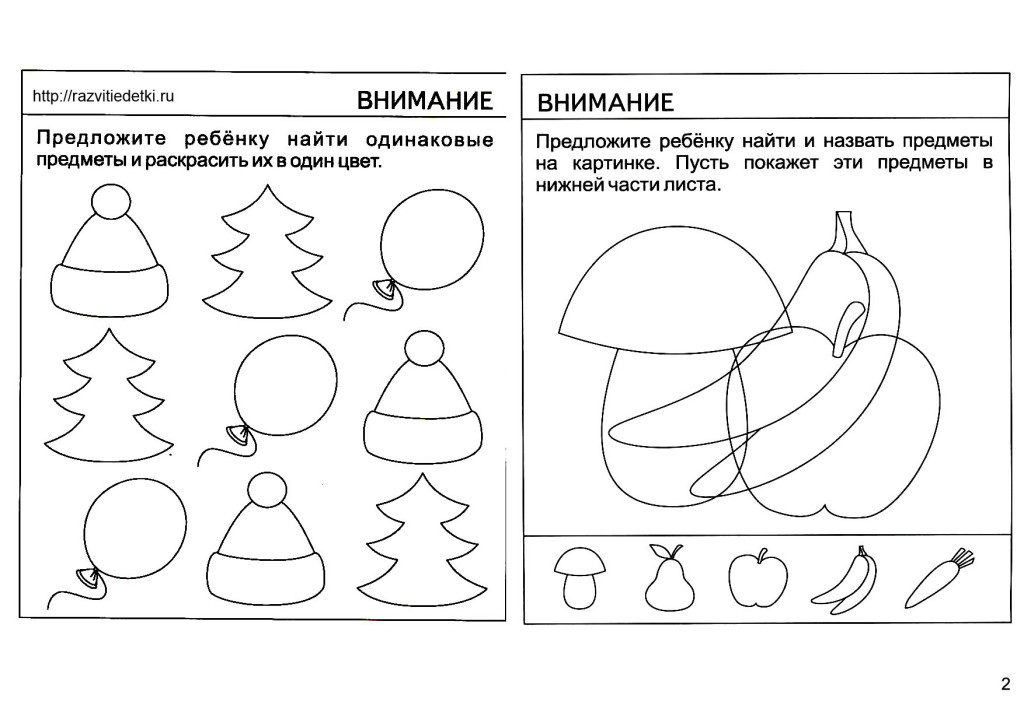 http://razvitiedetki.ru
ВНИМАНИЕ
Предложите ребёнку найти одинаковые
предметы и раскрасить их в один цвет.
ВНИМАНИЕ
Предложите ребёнку найти и назвать предметы
на картинке. Пусть покажет эти предметы в
нижней части листа.
2